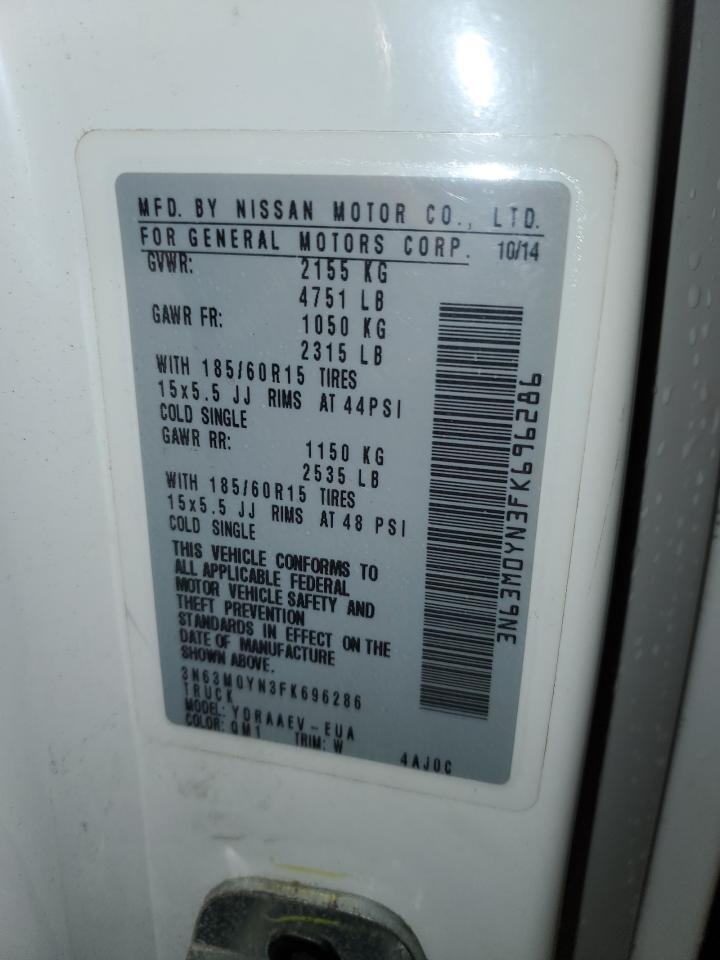 MFD. BY NISSAN MOTOR CO., LTD.
FOR GENERAL MOTORS CORP. 10/14
GVWR: 2155 KG
4751 LB
GAWR FR: 1050 KG
2315 LB
WITH 185/60R15 TIRES
15x5.5 JJ RIMS AT 44PSI
COLD SINGLE
GAWR RR: 1150 KG
2535 LB
WITH 185/60R15 TIRES
15x5.5 JJ RIMS AT 48 PSI
COLD SINGLE
THIS VEHICLE CONFORMS TO
ALL APPLICABLE FEDERAL
MOTOR VEHICLE SAFETY AND
THEFT PREVENTION
STANDARDS IN EFFECT ON THE
DATE OF MANUFACTURE
SHOWN ABOVE.
3N63M0YN3FK696286
TRUCK
MODEL: YDRAAEV-EUA
COLOR: QM1 TRIM: W 4AJ0C
3N63M0YN3FK696286